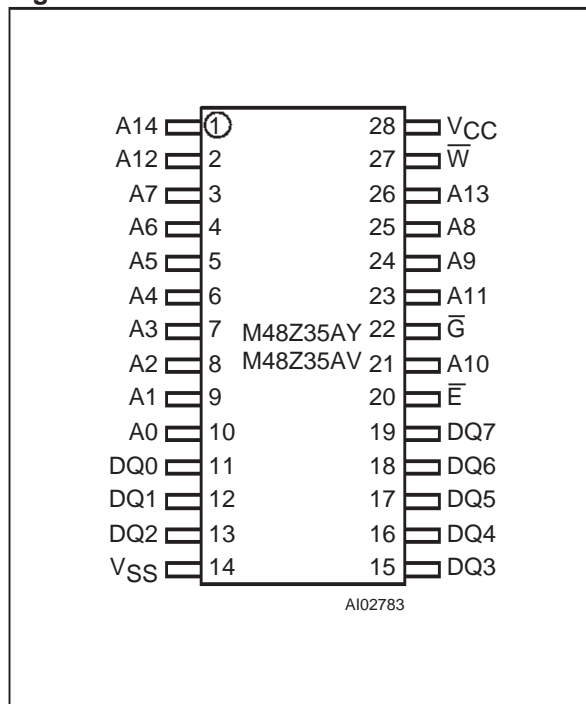 A14 1 28 VCC
A12 2 27 W̅
A7 3 26 A13
A6 4 25 A8
A5 5 24 A9
A4 6 23 A11
A3 7 M48Z35AY 22 G̅
A2 8 M48Z35AV 21 A10
A1 9 20 E̅
A0 10 19 DQ7
DQ0 11 18 DQ6
DQ1 12 17 DQ5
DQ2 13 16 DQ4
VSS 14 15 DQ3
AI02783